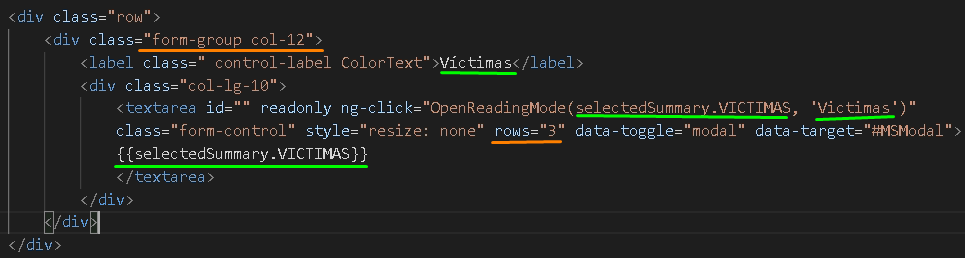 <div class="row">
<div class="form-group col-12">
<label class=" control-label ColorText">Víctimas</label>
<div class="col-lg-10">
<textarea id="" readonly ng-click="OpenReadingMode(selectedSummary.VICTIMAS, 'Victimas')"
class="form-control" style="resize: none" rows="3" data-toggle="modal" data-target="#MSModal">
{{selectedSummary.VICTIMAS}}
</textarea>
</div>
</div>
</div>